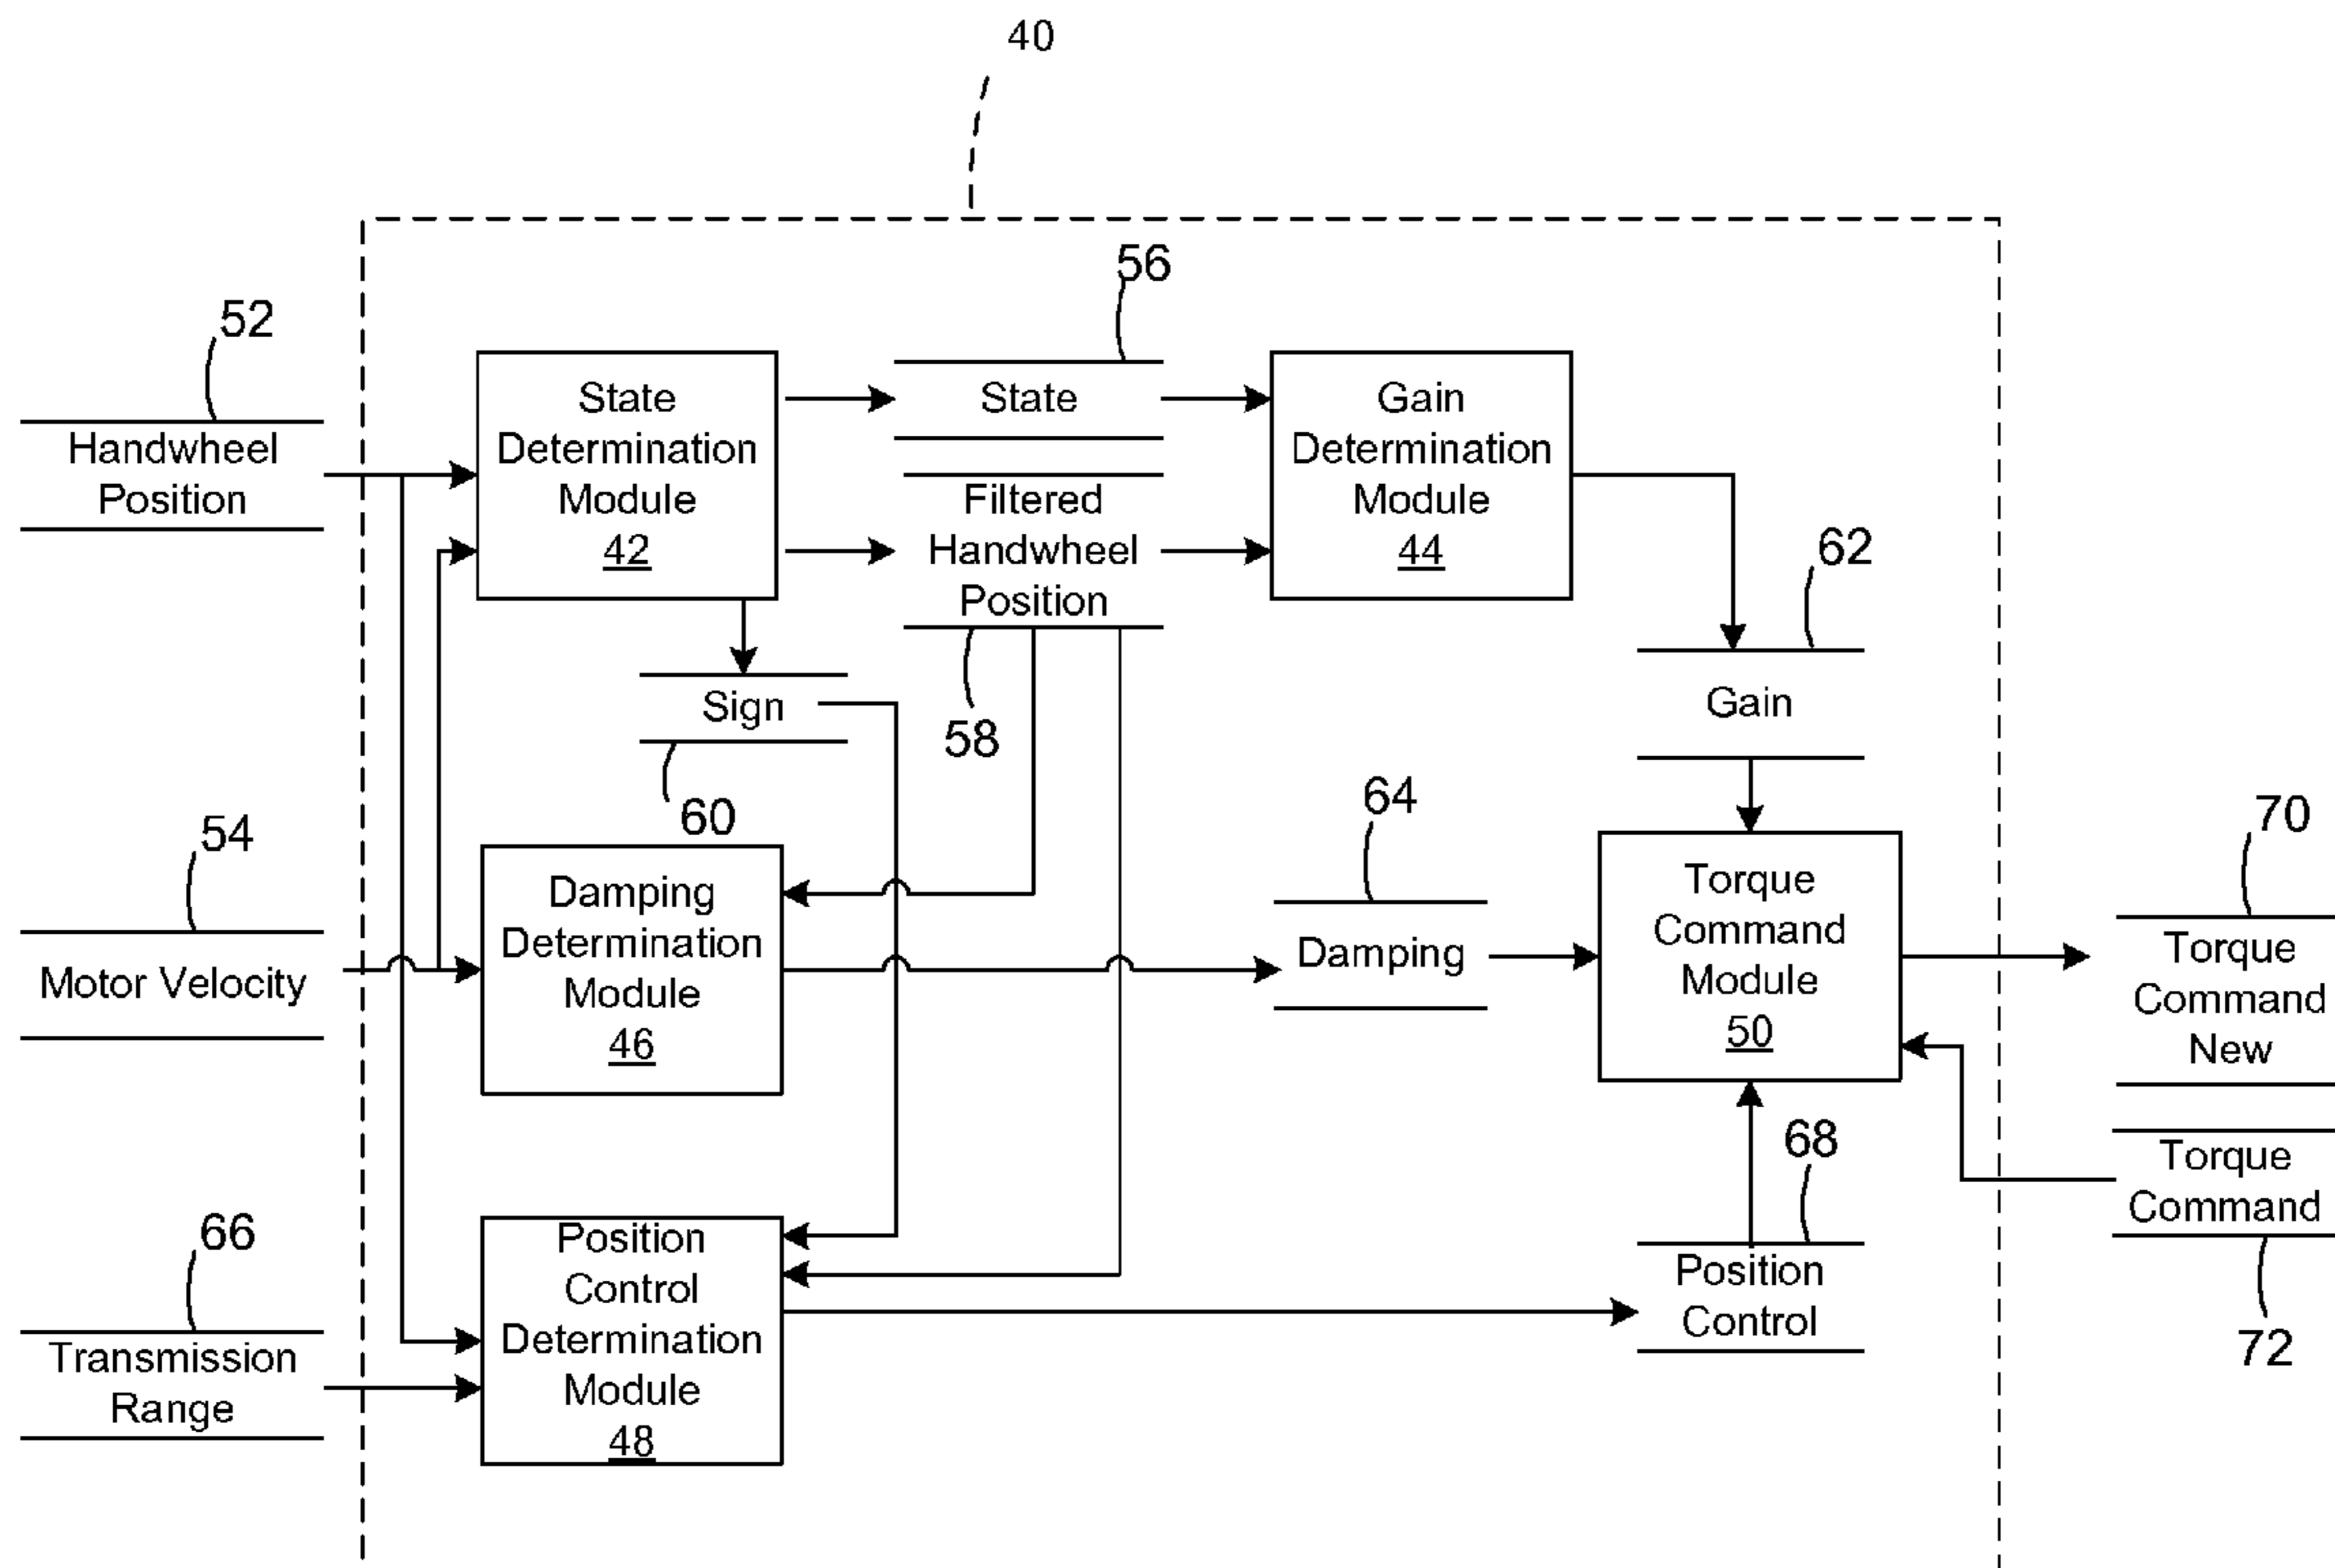 40
56
52
State
Determination
Module
42
State
Gain
Determination
Module
44
Handwheel
Position
Filtered
Handwheel
Position
62
Sign
58
Gain
60
64
54
70
Damping
Determination
Module
46
Damping
Torque
Command
Module
50
Motor Velocity
Torque
Command
New
68
66
Position
Control
Determination
Module
48
Position
Control
Torque
Command
72
Transmission
Range